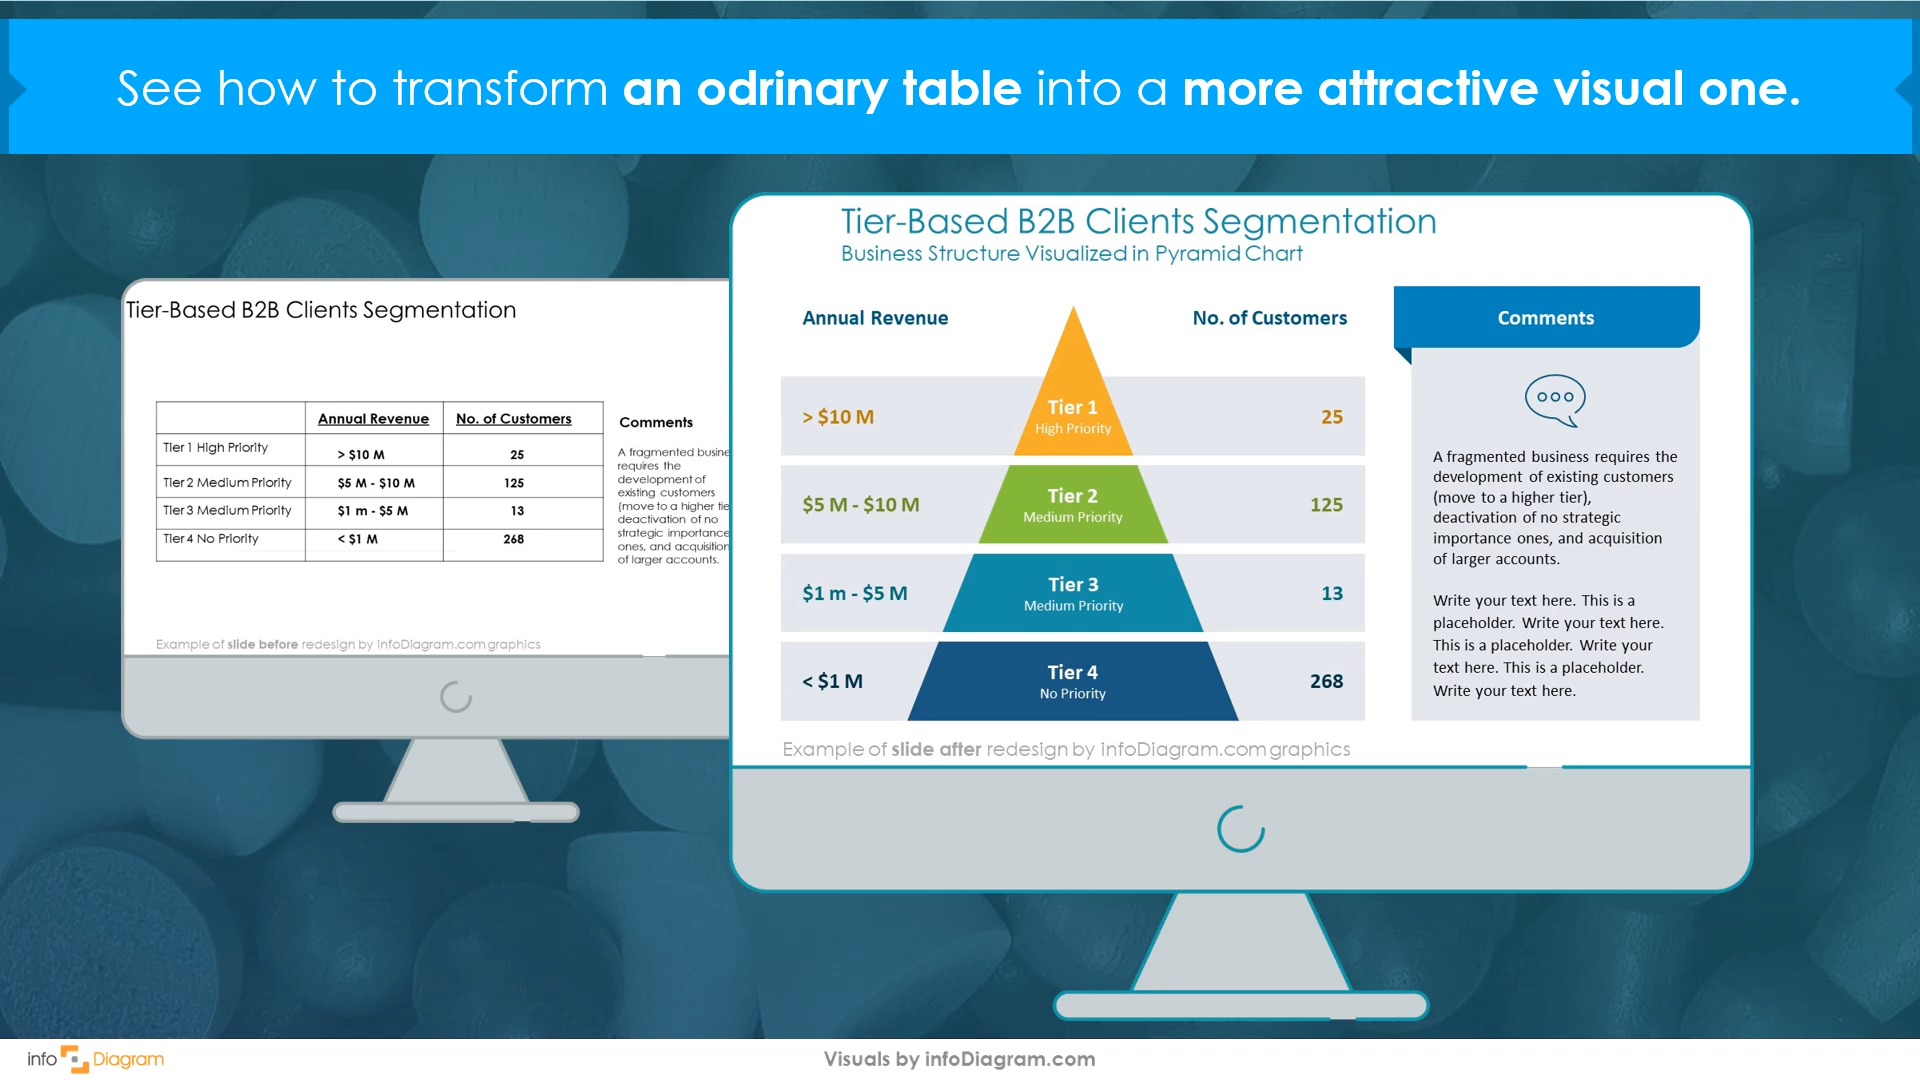 See how to transform an odrinary table into a more attractive visual one.
Tier-Based B2B Clients Segmentation
Annual Revenue No. of Customers
Tier 1 High Priority > $10 M 25
Tier 2 Medium Priority $5 M - $10 M 125
Tier 3 Medium Priority $1 m - $5 M 13
Tier 4 No Priority < $1 M 268
Comments
A fragmented busine
requires the
development of
existing customers
(move to a higher tie
deactivation of no
strategic importance
ones, and acquisition
of larger accounts.
Example of slide before redesign by infoDiagram.com graphics
Tier-Based B2B Clients Segmentation
Business Structure Visualized in Pyramid Chart
Annual Revenue No. of Customers
> $10 M Tier 1 25
High Priority
$5 M - $10 M Tier 2 125
Medium Priority
$1 m - $5 M Tier 3 13
Medium Priority
< $1 M Tier 4 268
No Priority
Comments
A fragmented business requires the
development of existing customers
(move to a higher tier),
deactivation of no strategic
importance ones, and acquisition
of larger accounts.
Write your text here. This is a
placeholder. Write your text here.
This is a placeholder. Write your
text here. This is a placeholder.
Write your text here.
Example of slide after redesign by infoDiagram.com graphics
info Diagram
Visuals by infoDiagram.com